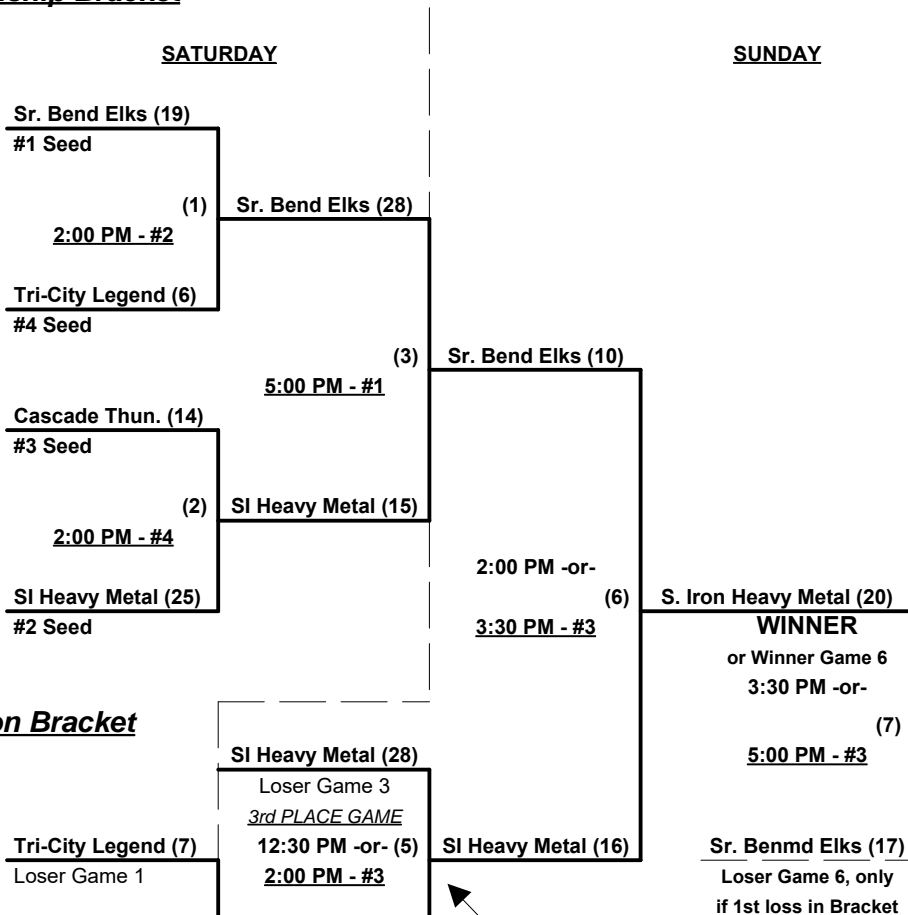 SATURDAY
SUNDAY
Sr. Bend Elks (19)
#1 Seed
(1)
Sr. Bend Elks (28)
2:00 PM - #2
Tri-City Legend (6)
#4 Seed
(3)
Sr. Bend Elks (10)
5:00 PM - #1
Cascade Thun. (14)
#3 Seed
(2)
SI Heavy Metal (15)
2:00 PM - #4
2:00 PM -or-
SI Heavy Metal (25)
(6)
S. Iron Heavy Metal (20)
#2 Seed
3:30 PM - #3
WINNER
or Winner Game 6
3:30 PM -or-
on Bracket
(7)
SI Heavy Metal (28)
5:00 PM - #3
Loser Game 3
3rd PLACE GAME
Tri-City Legend (7)
12:30 PM -or- (5)
SI Heavy Metal (16)
Sr. Benmd Elks (17)
Loser Game 1
2:00 PM - #3
Loser Game 6, only
if 1st loss in Bracket